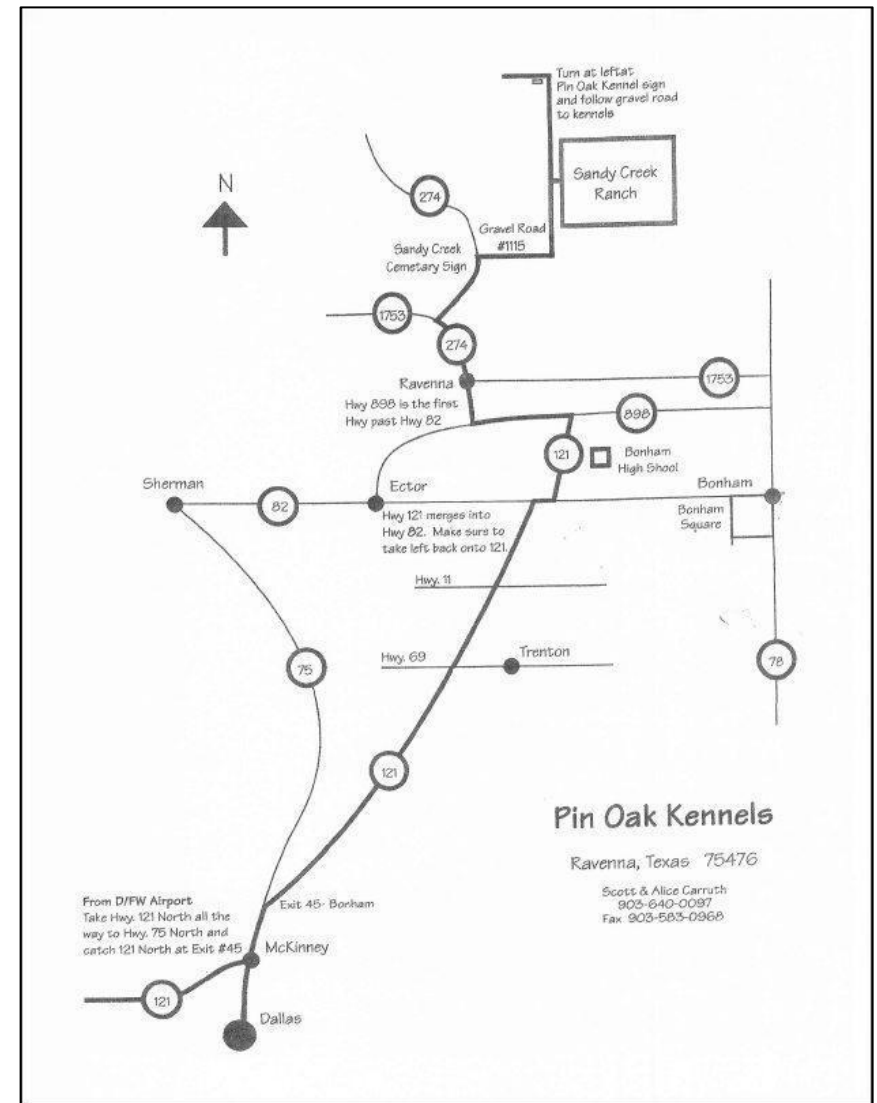 Turn at leftat
Pin Oak Kennel sign
and follow gravel road
to kennels
Sandy Creek
Ranch
N
274
Gravel Road
#1115
Sandy Creek
Cemetary Sign
1753
274
Ravenna
1753
Hwy 898 is the first
Hwy past Hwy 82
898
121
Bonham
High Shool
Sherman
Ector
Bonham
82
Hwy 121 merges into
Hwy 82. Make sure to
take left back onto 121.
Bonham
Square
Hwy. 11
Hwy. 69
Trenton
75
78
121
Pin Oak Kennels
Ravenna, Texas 75476
Scott & Alice Carruth
903-640-0097
Fax 903-583-0968
From D/FW Airport
Take Hwy. 121 North all the
way to Hwy. 75 North and
catch 121 North at Exit #45
Exit 45- Bonham
McKinney
121
Dallas